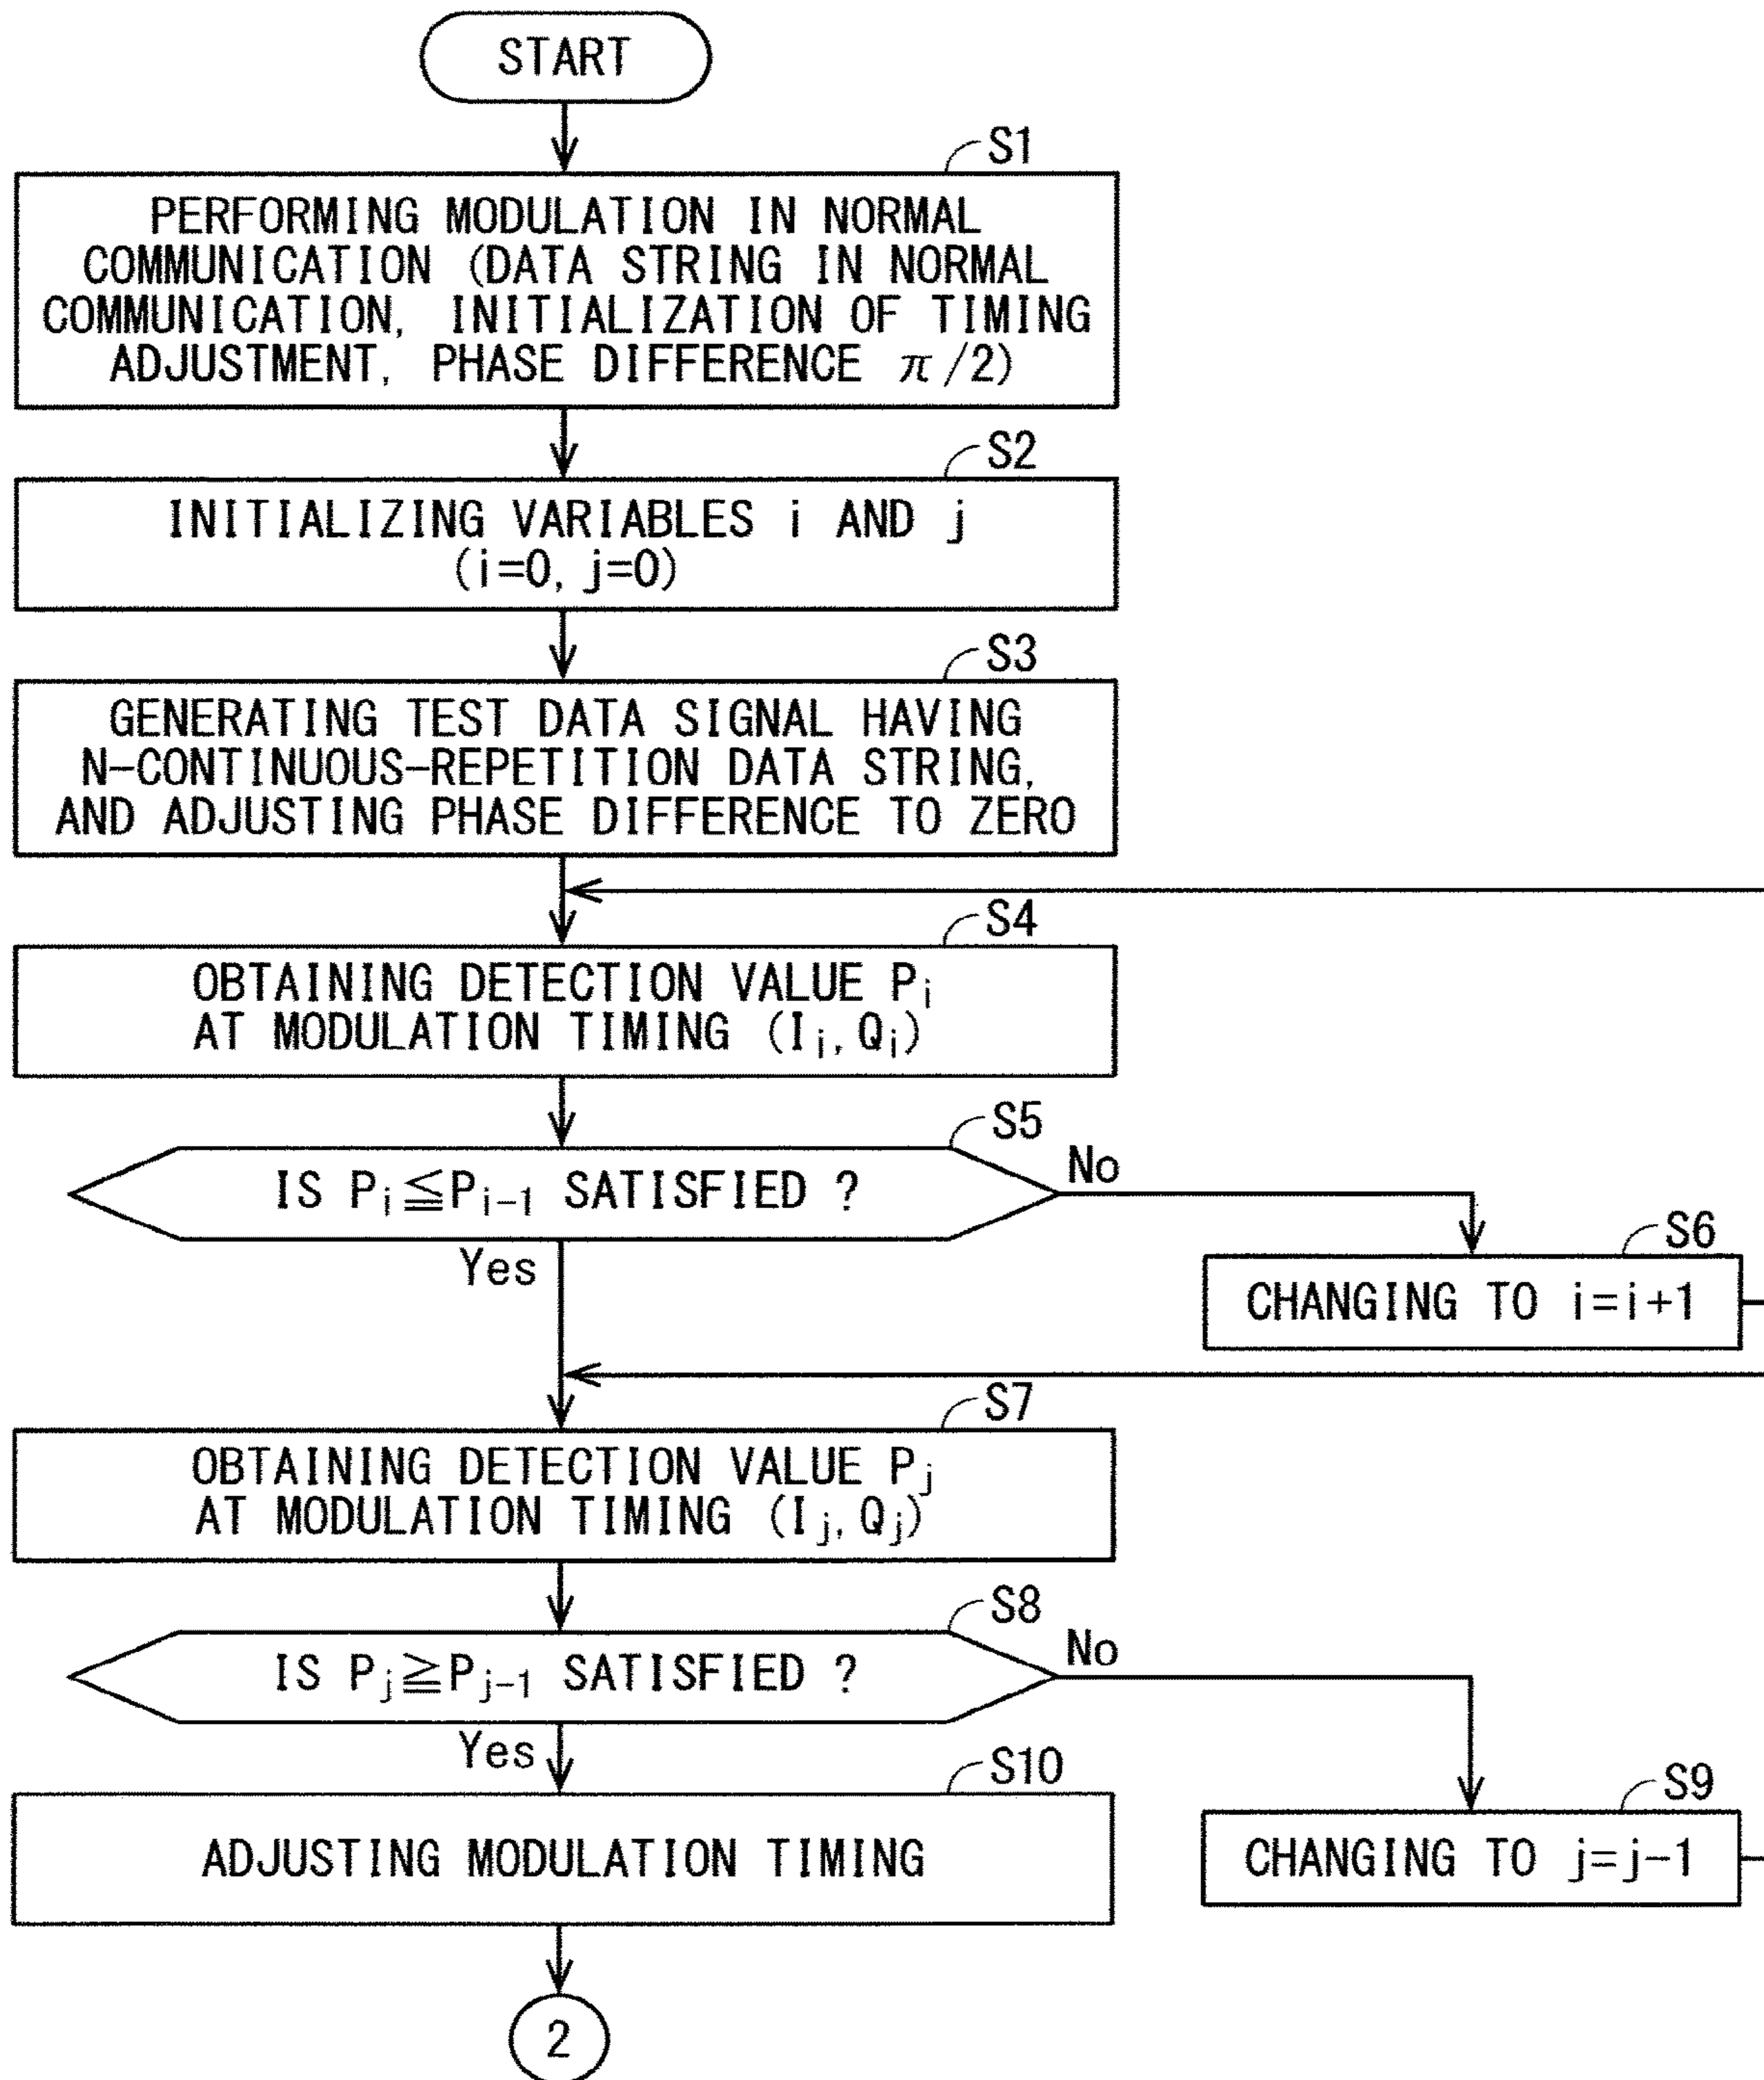 START
S1
PERFORMING MODULATION IN NORMAL
COMMUNICATION (DATA STRING IN NORMAL
COMMUNICATION, INITIALIZATION OF TIMING
ADJUSTMENT, PHASE DIFFERENCE π/2)
S2
INITIALIZING VARIABLES i AND j
(i=0, j=0)
S3
GENERATING TEST DATA SIGNAL HAVING
N-CONTINUOUS-REPETITION DATA STRING,
AND ADJUSTING PHASE DIFFERENCE TO ZERO
S4
OBTAINING DETECTION VALUE Pi
AT MODULATION TIMING (Ii, Qi)
S5
IS Pi≦Pi-1 SATISFIED ?
No
Yes
S6
CHANGING TO i=i+1
S7
OBTAINING DETECTION VALUE Pj
AT MODULATION TIMING (Ij, Qj)
S8
IS Pj≧Pj-1 SATISFIED ?
No
Yes
S9
CHANGING TO j=j-1
S10
ADJUSTING MODULATION TIMING
2